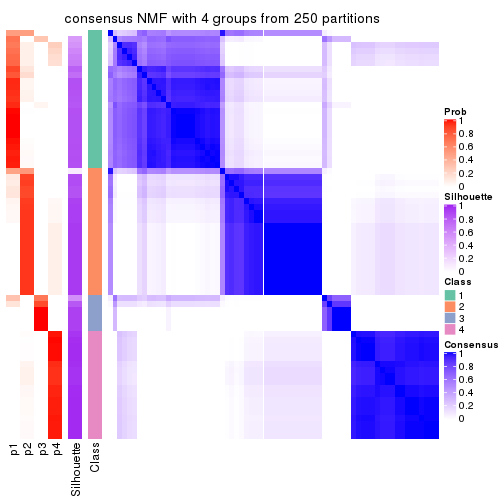 consensus NMF with 4 groups from 250 partitions
Prob
1
0.8
0.6
0.4
0.2
0
Silhouette
1
0.8
0.6
0.4
0.2
0
Class
1
2
3
4
Consensus
1
0.8
0.6
0.4
0.2
0
p1
p2
p3
p4
Silhouette
Class